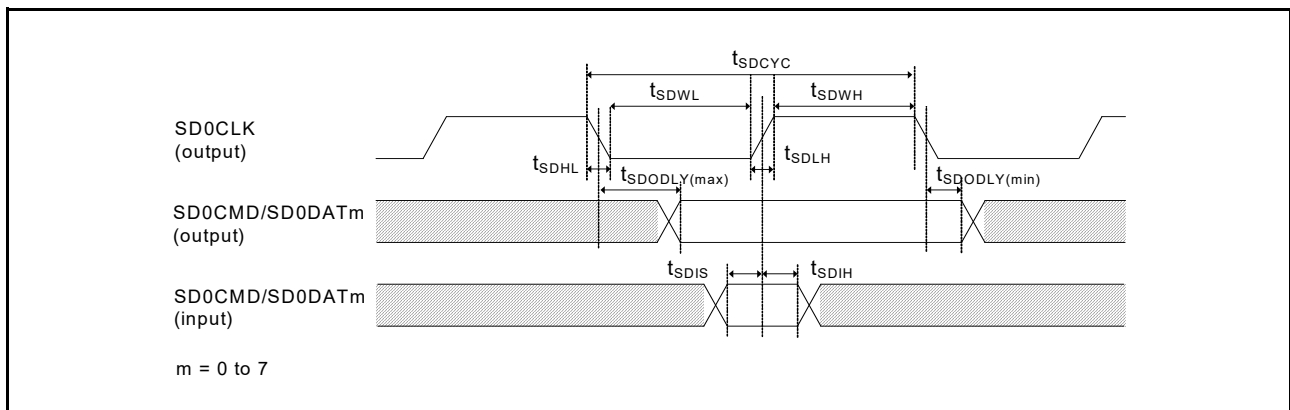 tSDCYC
tSDWL
tSDWH
SD0CLK
(output)
tSDHL
tSDLH
tSDODLY(max)
tSDODLY(min)
SD0CMD/SD0DATm
(output)
tSDIS
tSDIH
SD0CMD/SD0DATm
(input)
m = 0 to 7